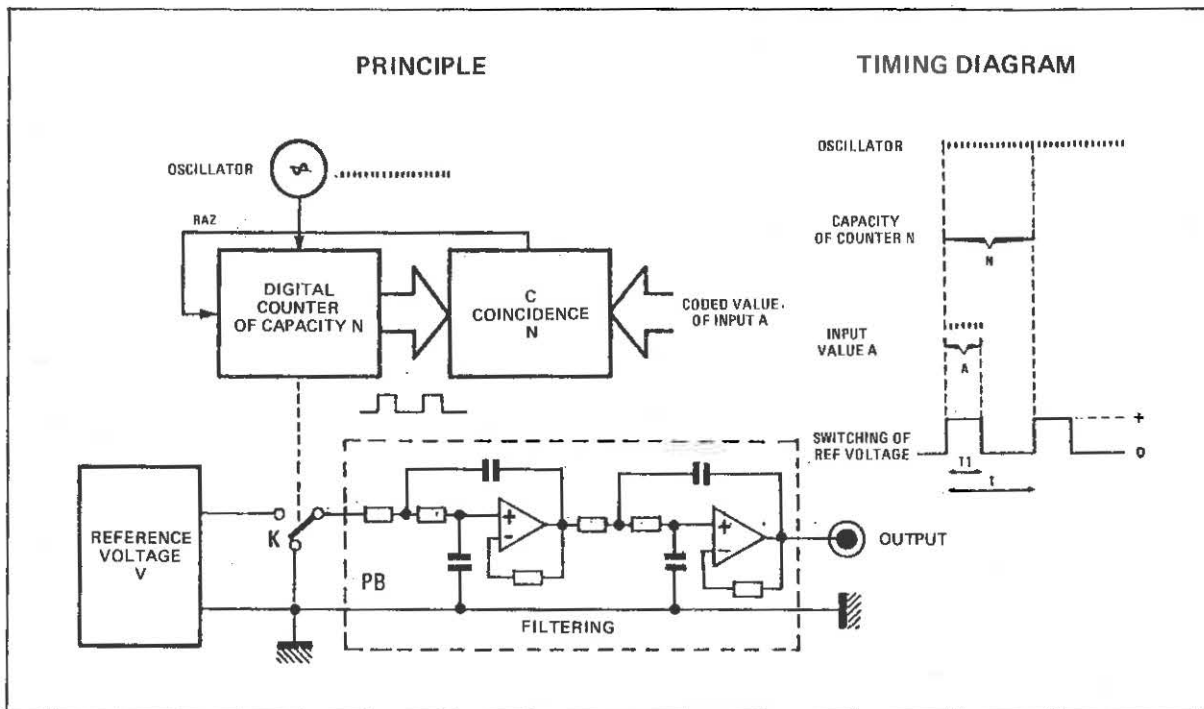 PRINCIPLE
TIMING DIAGRAM
OSCILLATOR
RAZ
DIGITAL
COUNTER
OF CAPACITY N
C
COINCIDENCE
N
CODED VALUE.
OF INPUT A
REFERENCE
VOLTAGE
V
K
PB
+
−
+
−
FILTERING
OUTPUT
OSCILLATOR
CAPACITY
OF COUNTER N
N
INPUT
VALUE A
A
SWITCHING OF
REF VOLTAGE
+
0
T1
T